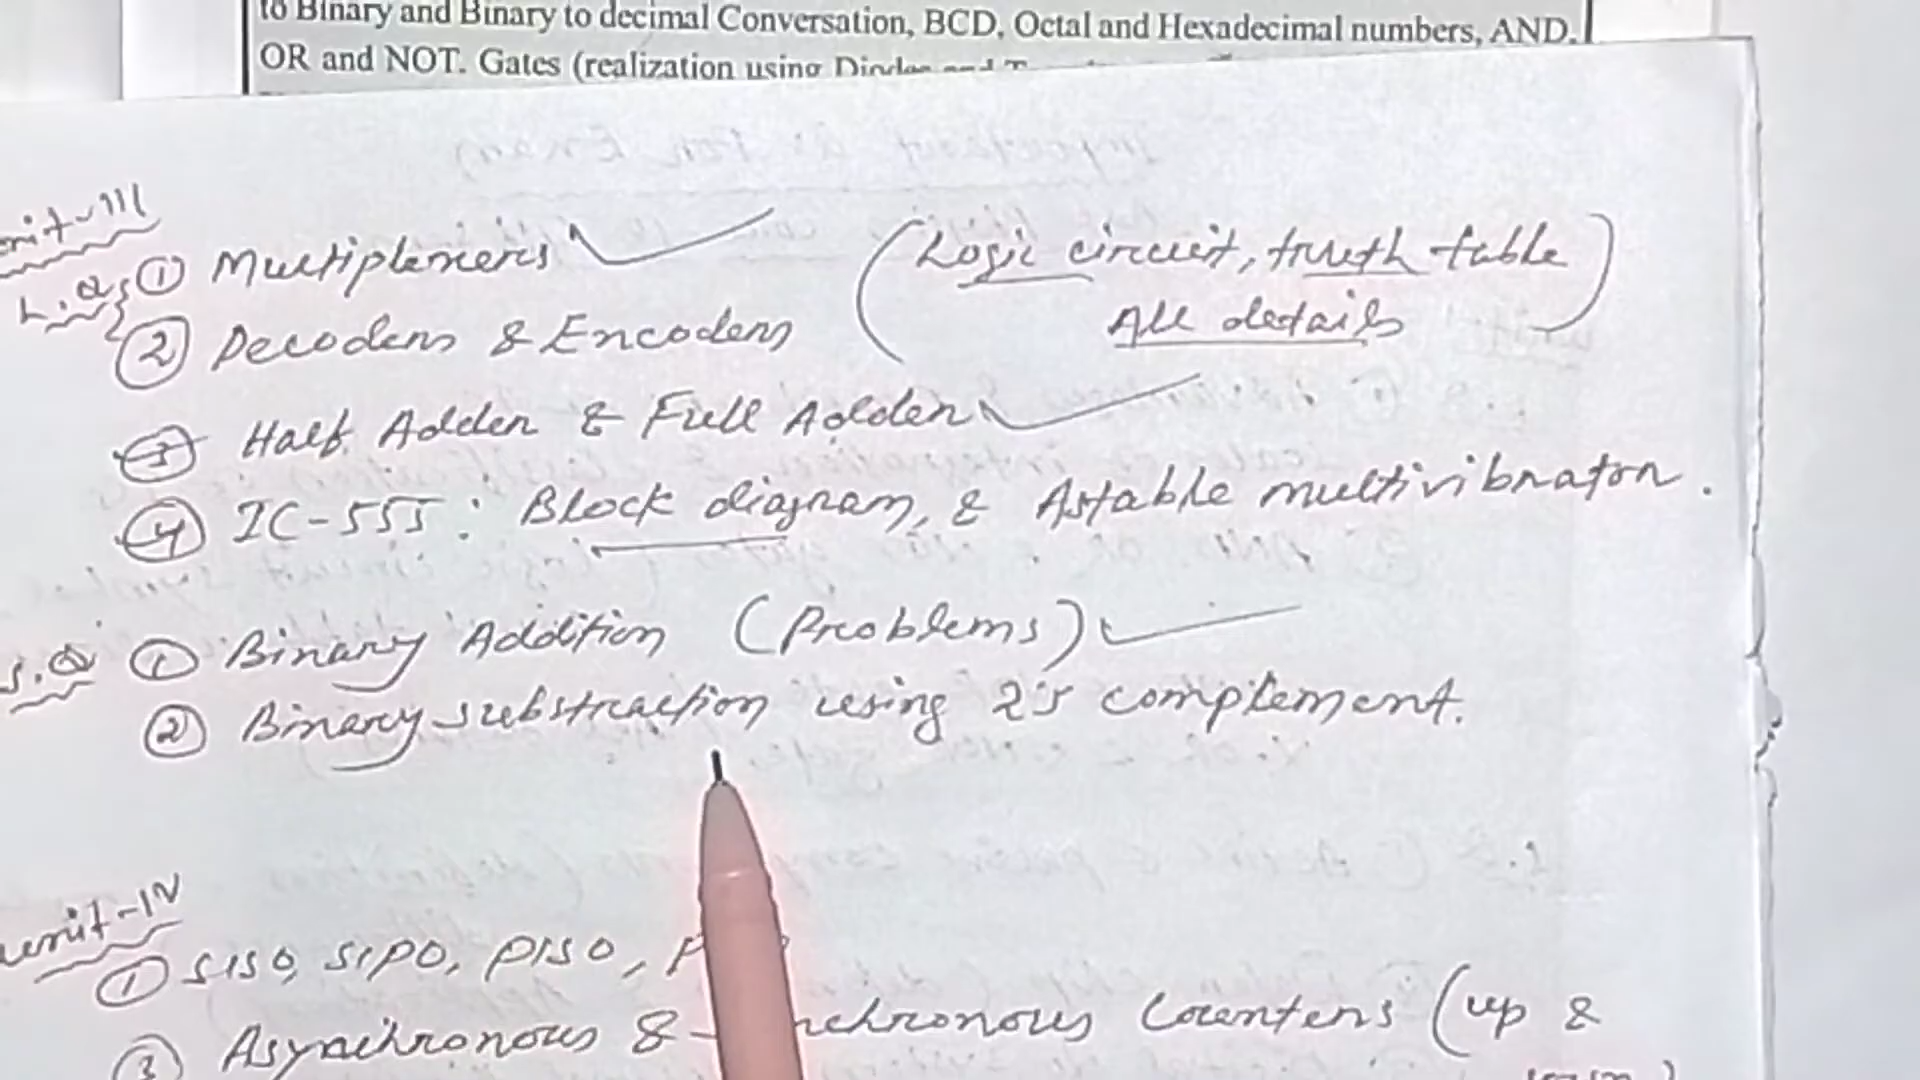 to Binary and Binary to decimal Conversation, BCD, Octal and Hexadecimal numbers, AND,
OR and NOT. Gates (realization using Diodes and
unit-III
L.Q ① Multiplexers (Logic circuit, truth table
② Decoders & Encoders All details)
③ Half Adder & Full Adder
④ IC-555: Block diagram, & Astable multivibrator.
S.Q ① Binary Addition (Problems)
② Binary substraction using 2's complement.
unit-IV
① SISO, SIPO, PISO, P
③ Asynchronous & nchronous Counters (up &